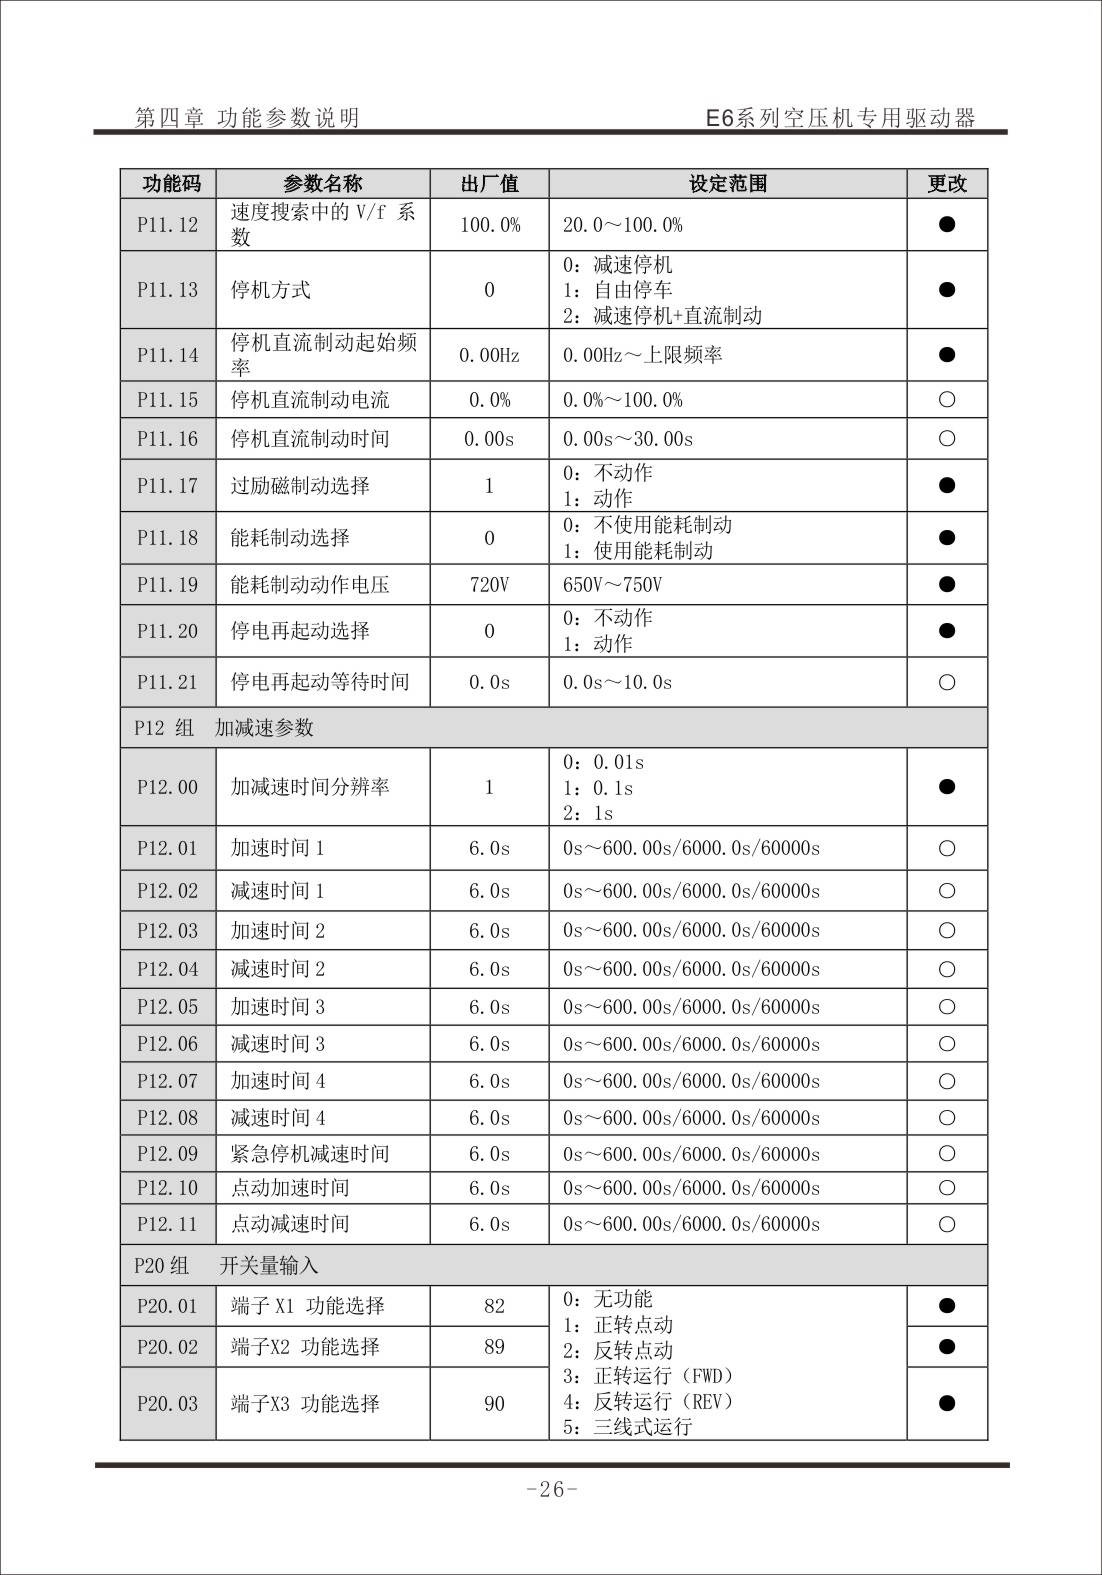 第四章 功能参数说明 E6系列空压机专用驱动器
功能码 参数名称 出厂值 设定范围 更改
P11.12 速度搜索中的 V/f 系数 100.0% 20.0～100.0% ●
P11.13 停机方式 0 0：减速停机
1：自由停车
2：减速停机+直流制动 ●
P11.14 停机直流制动起始频率 0.00Hz 0.00Hz～上限频率 ●
P11.15 停机直流制动电流 0.0% 0.0%～100.0% ○
P11.16 停机直流制动时间 0.00s 0.00s～30.00s ○
P11.17 过励磁制动选择 1 0：不动作
1：动作 ●
P11.18 能耗制动选择 0 0：不使用能耗制动
1：使用能耗制动 ●
P11.19 能耗制动动作电压 720V 650V～750V ●
P11.20 停电再起动选择 0 0：不动作
1：动作 ●
P11.21 停电再起动等待时间 0.0s 0.0s～10.0s ○
P12 组 加减速参数
P12.00 加减速时间分辨率 1 0：0.01s
1：0.1s
2：1s ●
P12.01 加速时间 1 6.0s 0s～600.00s/6000.0s/60000s ○
P12.02 减速时间 1 6.0s 0s～600.00s/6000.0s/60000s ○
P12.03 加速时间 2 6.0s 0s～600.00s/6000.0s/60000s ○
P12.04 减速时间 2 6.0s 0s～600.00s/6000.0s/60000s ○
P12.05 加速时间 3 6.0s 0s～600.00s/6000.0s/60000s ○
P12.06 减速时间 3 6.0s 0s～600.00s/6000.0s/60000s ○
P12.07 加速时间 4 6.0s 0s～600.00s/6000.0s/60000s ○
P12.08 减速时间 4 6.0s 0s～600.00s/6000.0s/60000s ○
P12.09 紧急停机减速时间 6.0s 0s～600.00s/6000.0s/60000s ○
P12.10 点动加速时间 6.0s 0s～600.00s/6000.0s/60000s ○
P12.11 点动减速时间 6.0s 0s～600.00s/6000.0s/60000s ○
P20 组 开关量输入
P20.01 端子 X1 功能选择 82 ●
P20.02 端子X2 功能选择 89 ●
P20.03 端子X3 功能选择 90 ●
0：无功能
1：正转点动
2：反转点动
3：正转运行（FWD）
4：反转运行（REV）
5：三线式运行
-26-